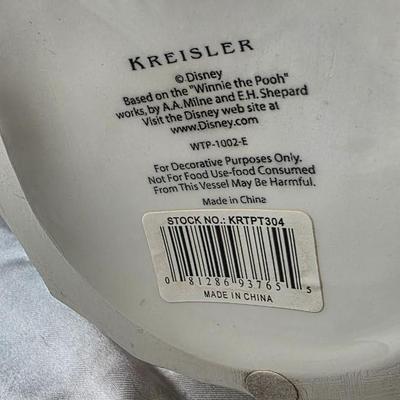 KREISLER
© Disney
Based on the "Winnie the Pooh"
works, by A.A. Milne and E.H. Shepard
Visit the Disney web site at
www.Disney.com
WTP-1002-E
For Decorative Purposes Only.
Not For Food Use-food Consumed
From This Vessel May Be Harmful.
Made in China
STOCK NO.: KRTPT304
0 81286 93765 5
MADE IN CHINA